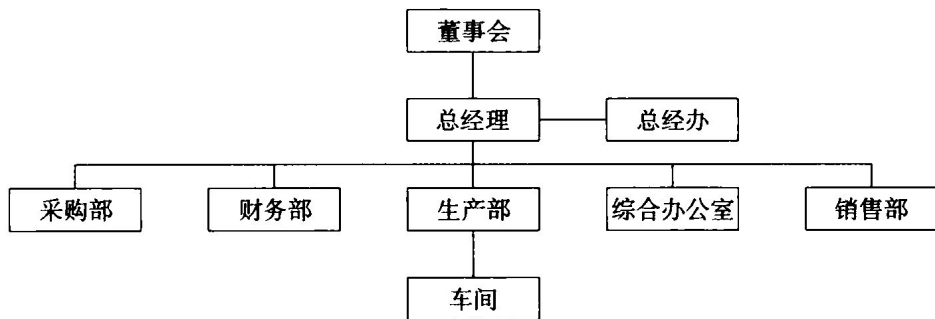 董事会
总经理
总经办
采购部
财务部
生产部
综合办公室
销售部
车间